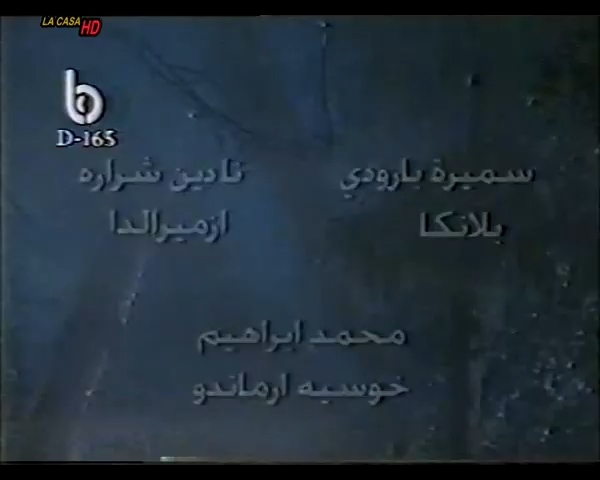 LA CASA
HD
b
D-165
سميرة بارودي
بلانكا
نادين شراره
ازميرالدا
محمد ابراهيم
خوسيه ارماندو